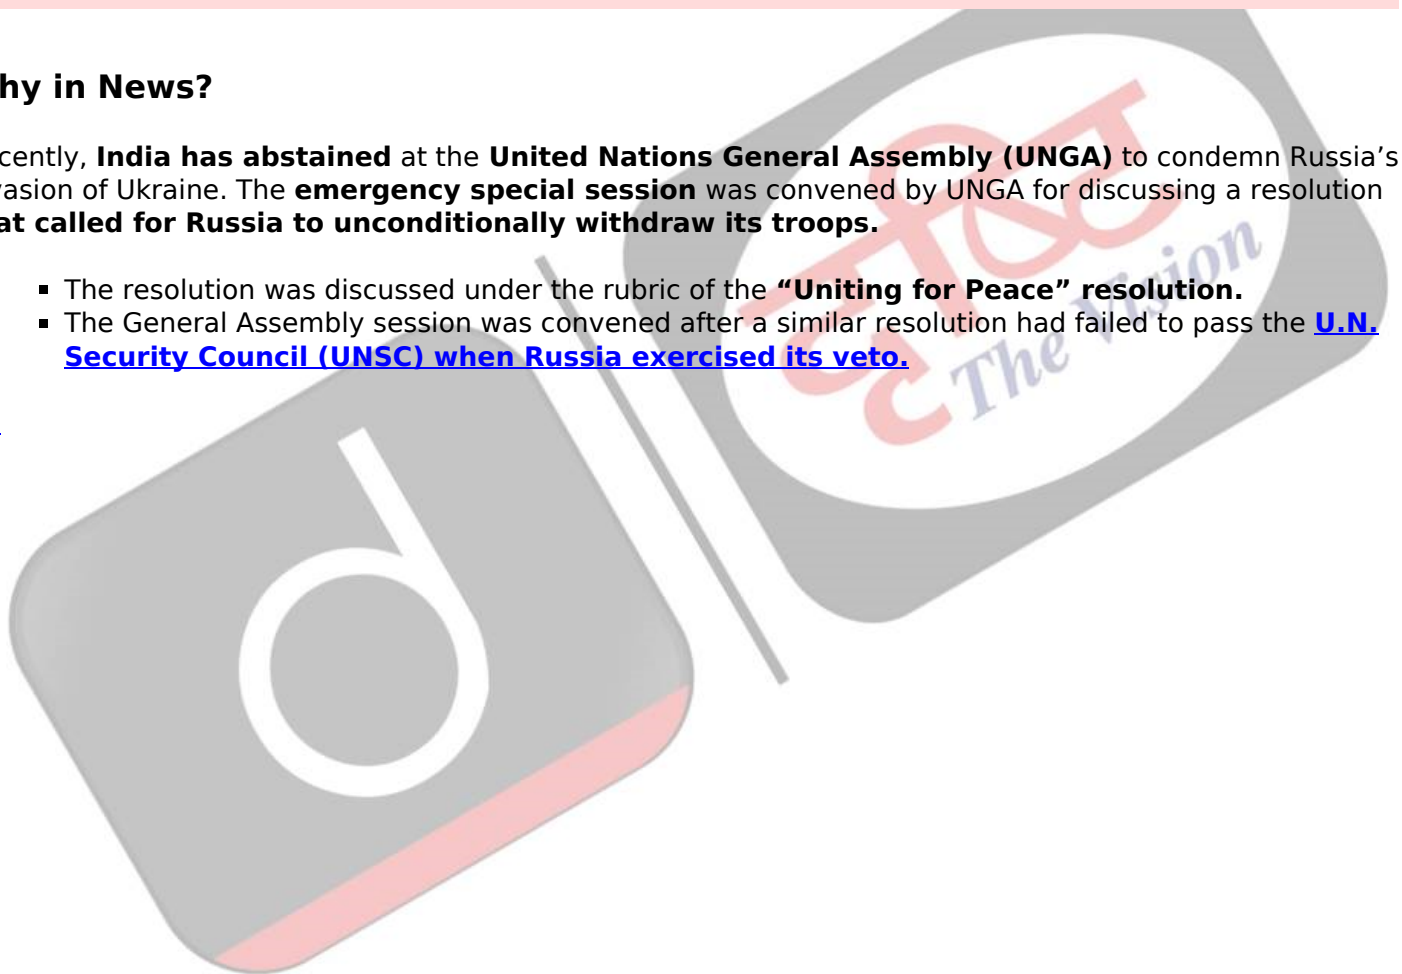 hy in News?
cently, India has abstained at the United Nations General Assembly (UNGA) to condemn Russia’s
vasion of Ukraine. The emergency special session was convened by UNGA for discussing a resolution
at called for Russia to unconditionally withdraw its troops.
▪ The resolution was discussed under the rubric of the “Uniting for Peace” resolution.
▪ The General Assembly session was convened after a similar resolution had failed to pass the U.N.
Security Council (UNSC) when Russia exercised its veto.
दृष्टि
The Vision
d